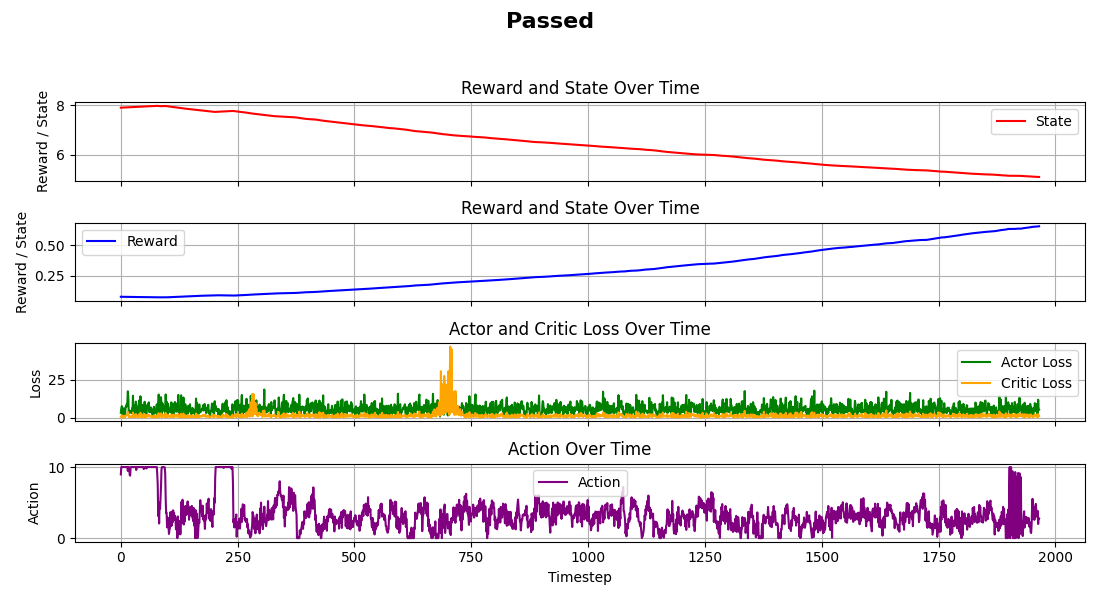 Passed
Reward and State Over Time
Reward / State
8
6
State
Reward and State Over Time
Reward / State
0.50
0.25
Reward
Actor and Critic Loss Over Time
Loss
25
0
Actor Loss
Critic Loss
Action Over Time
Action
10
0
Action
0 250 500 750 1000 1250 1500 1750 2000
Timestep